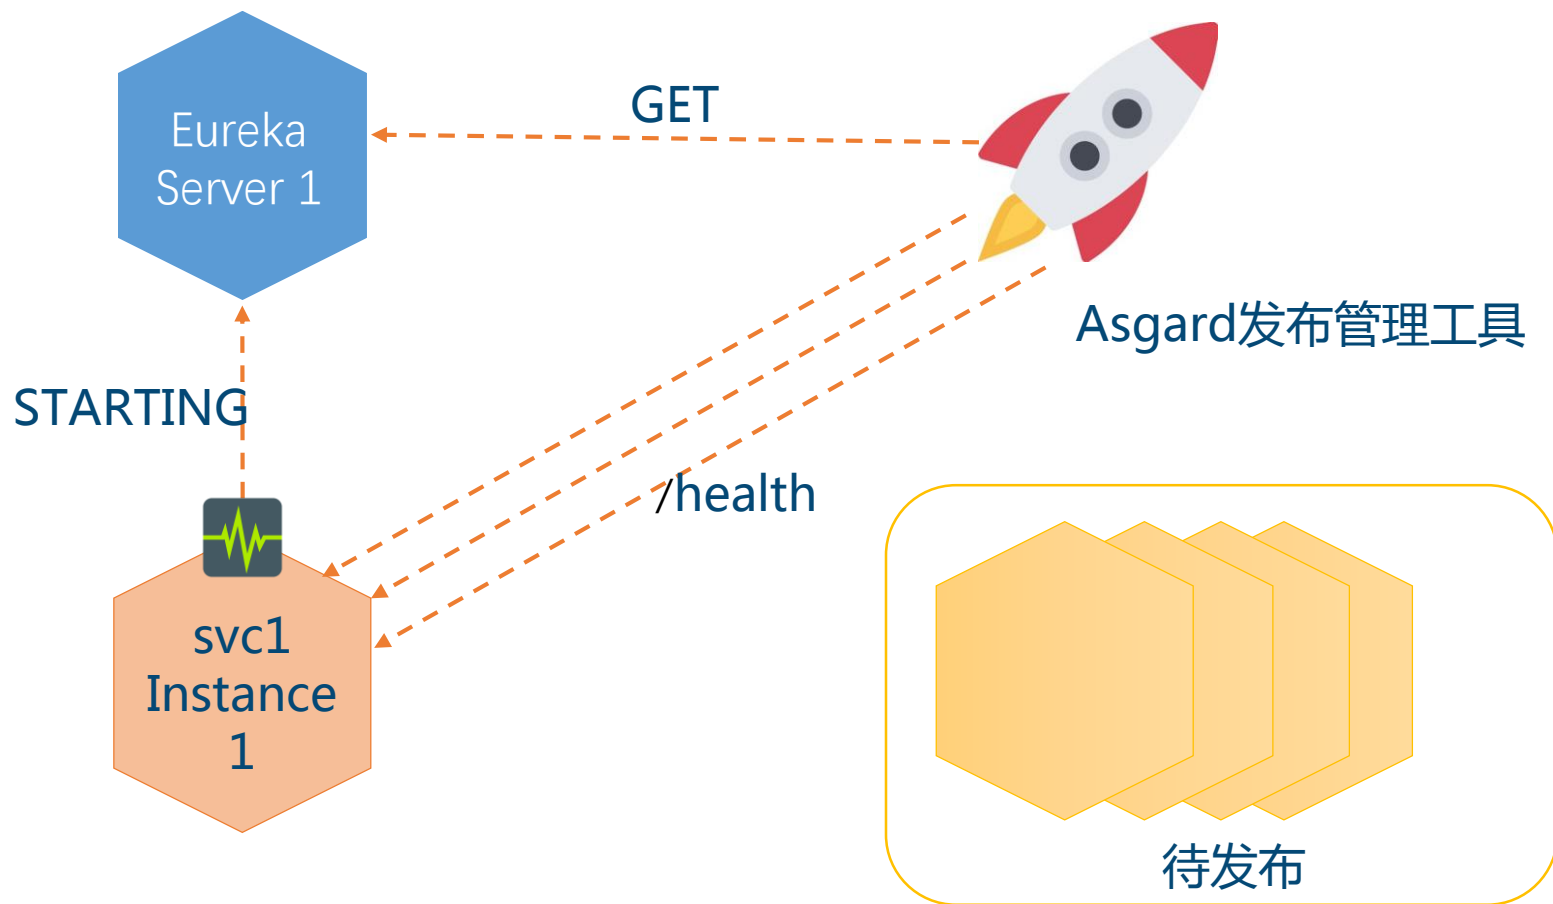 Eureka
Server 1
GET
Asgard发布管理工具
STARTING
/health
svc1
Instance
1
待发布